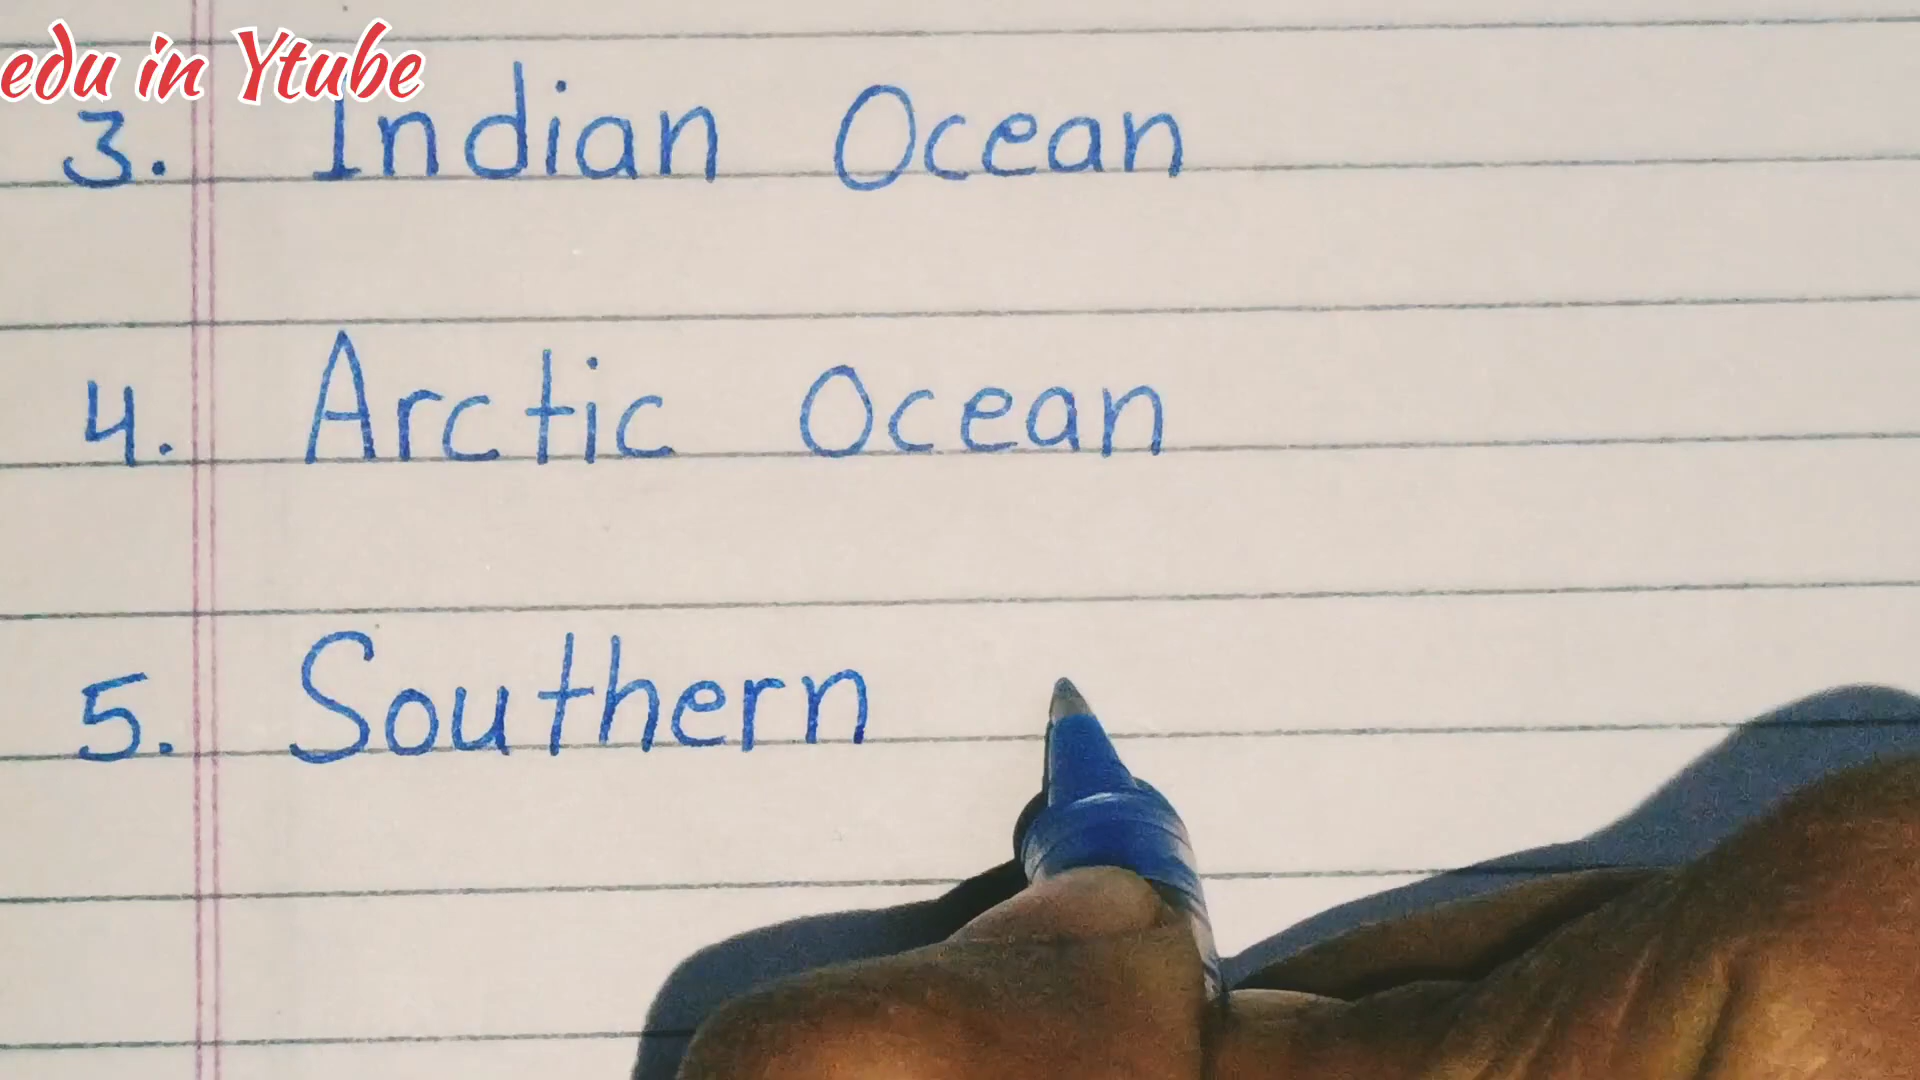 edu in Ytube
3. Indian Ocean
4. Arctic Ocean
5. Southern